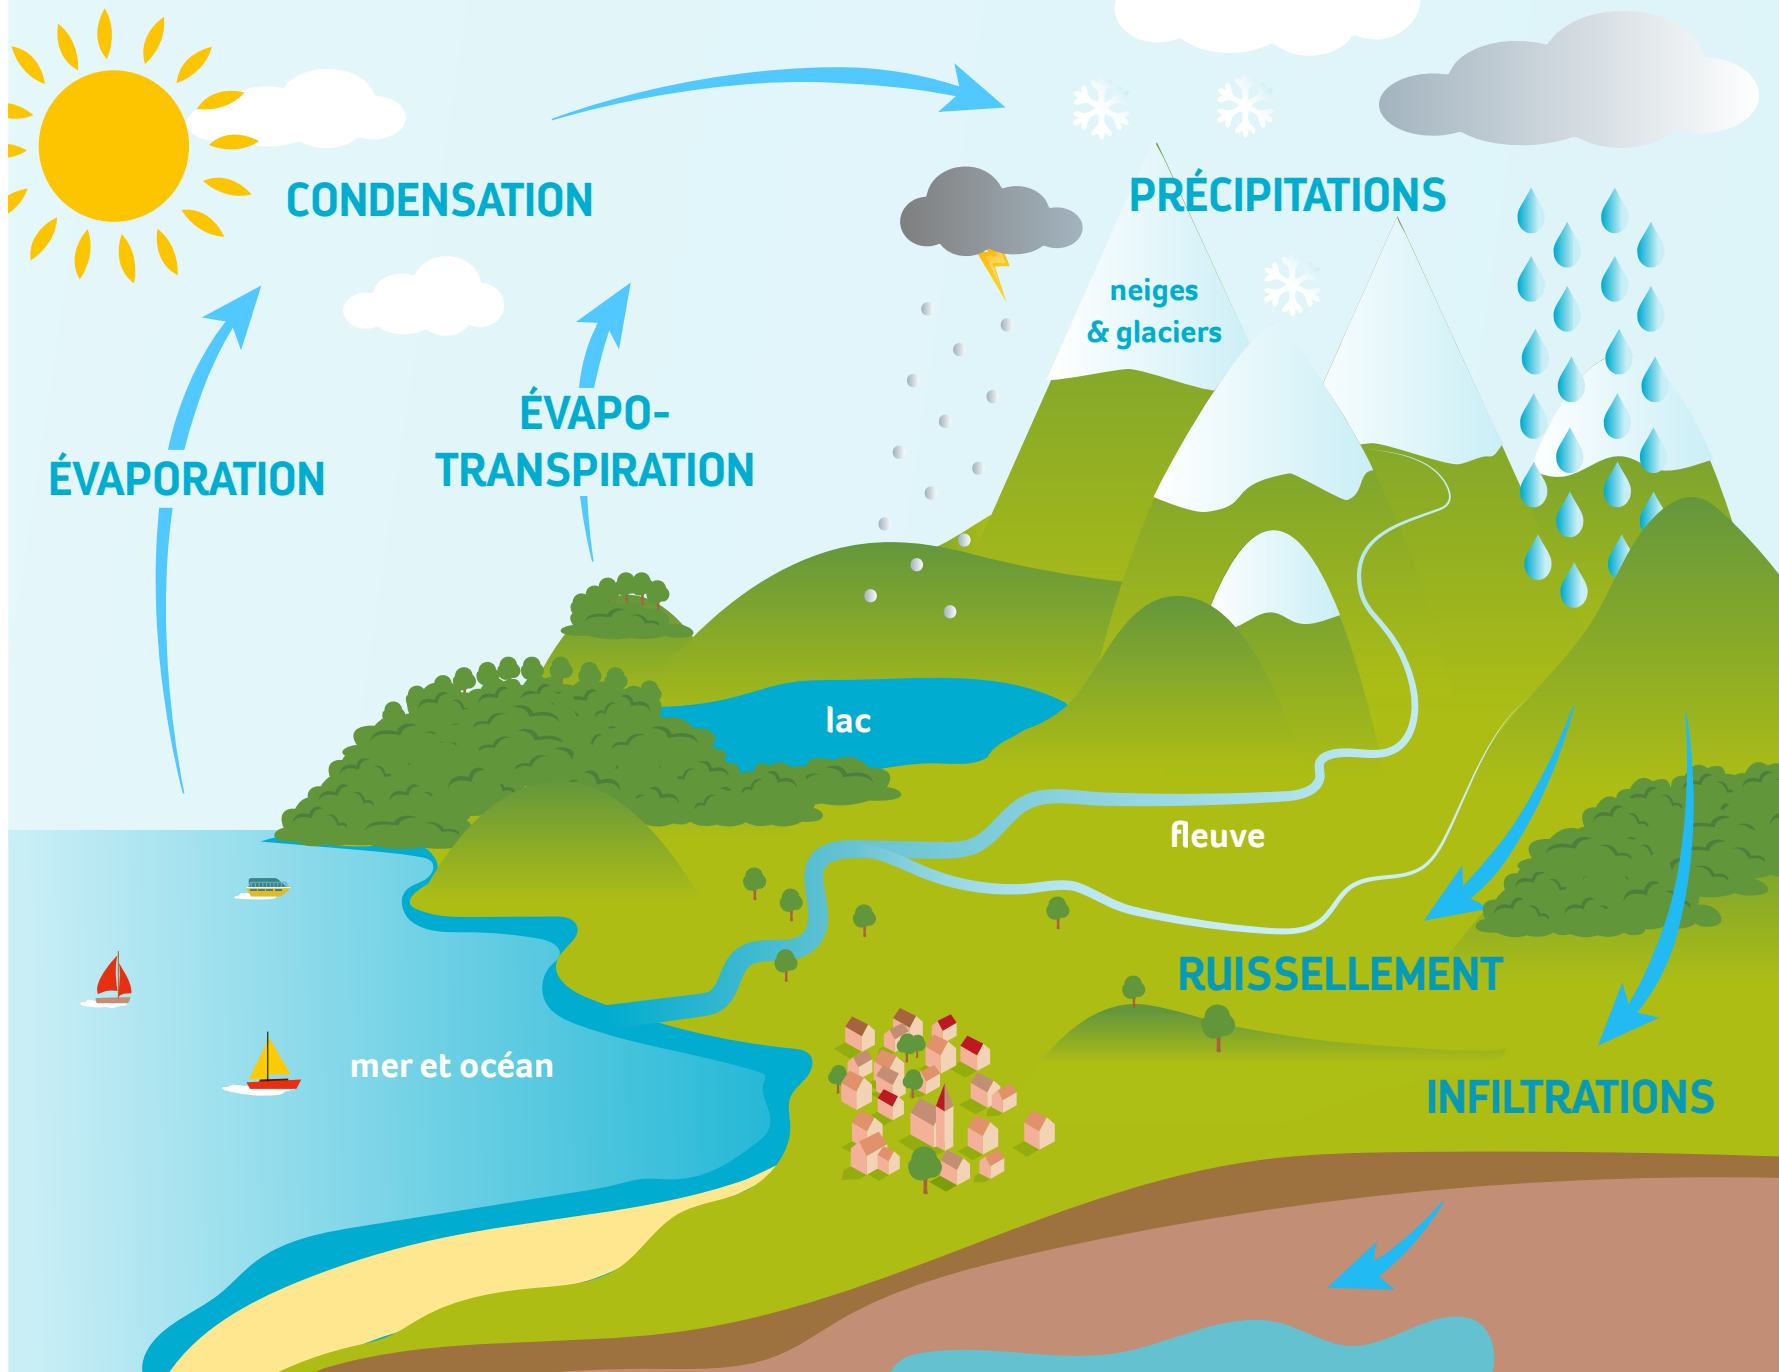 CONDENSATION
PRÉCIPITATIONS
neiges
& glaciers
ÉVAPO-
TRANSPIRATION
ÉVAPORATION
lac
fleuve
RUISSELLEMENT
mer et océan
INFILTRATIONS